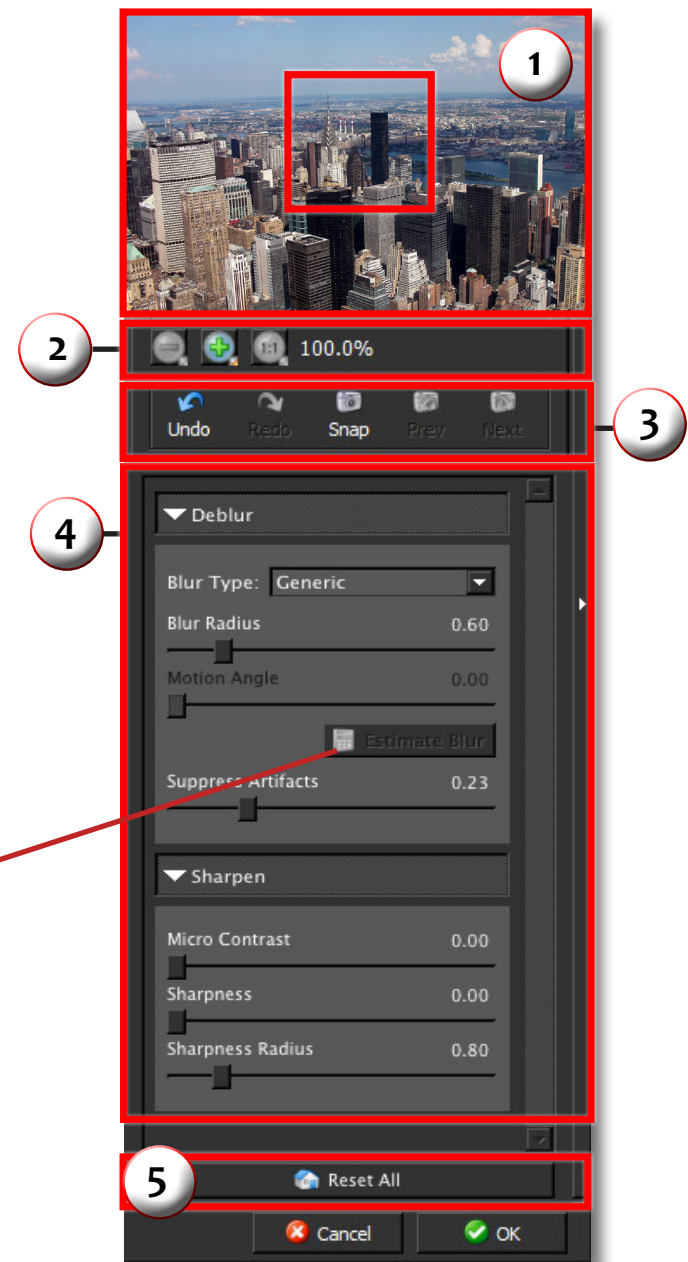 1
2
100.0%
1:1
3
Undo Redo Snap Prev Next
4
Deblur
Blur Type: Generic
Blur Radius 0.60
Motion Angle 0.00
Estimate Blur
Suppress Artifacts 0.23
Sharpen
Micro Contrast 0.00
Sharpness 0.00
Sharpness Radius 0.80
5
Reset All
Cancel OK